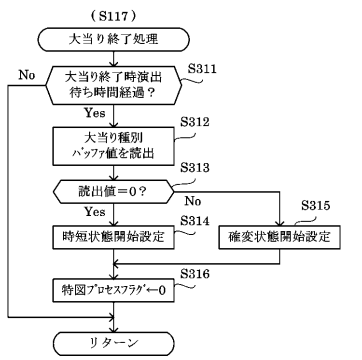 (S117)
大当り終了処理
No
S311
大当り終了時演出
待ち時間経過？
Yes
S312
大当り種別
バッファ値を読出
S313
読出値＝0？
No
Yes
S314
S315
時短状態開始設定
確変状態開始設定
S316
特図プロセスフラグ←0
リターン